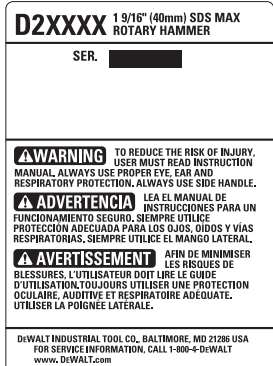 D2XXXX 1 9/16" (40mm) SDS MAX
ROTARY HAMMER
SER.
WARNING TO REDUCE THE RISK OF INJURY,
USER MUST READ INSTRUCTION
MANUAL. ALWAYS USE PROPER EYE, EAR AND
RESPIRATORY PROTECTION. ALWAYS USE SIDE HANDLE.
ADVERTENCIA LEA EL MANUAL DE
INSTRUCCIONES PARA UN
FUNCIONAMIENTO SEGURO. SIEMPRE UTILIÇE
PROTECCIÓN ADECUADA PARA LOS OJOS, OÍDOS Y VÍAS
RESPIRATORIAS. SIEMPRE UTILICE EL MANGO LATERAL.
AVERTISSEMENT AFIN DE MINIMISER
LES RISQUES DE
BLESSURES, L'UTILISATEUR DOIT LIRE LE GUIDE
D'UTILISATION.TOUJOURS UTILISER UNE PROTECTION
OCULAIRE, AUDITIVE ET RESPIRATOIRE ADÉQUATE.
UTILISER LA POIGNÉE LATÉRALE.
DEWALT INDUSTRIAL TOOL CO., BALTIMORE, MD 21286 USA
FOR SERVICE INFORMATION, CALL 1-800-4-DEWALT
www. DEWALT.com